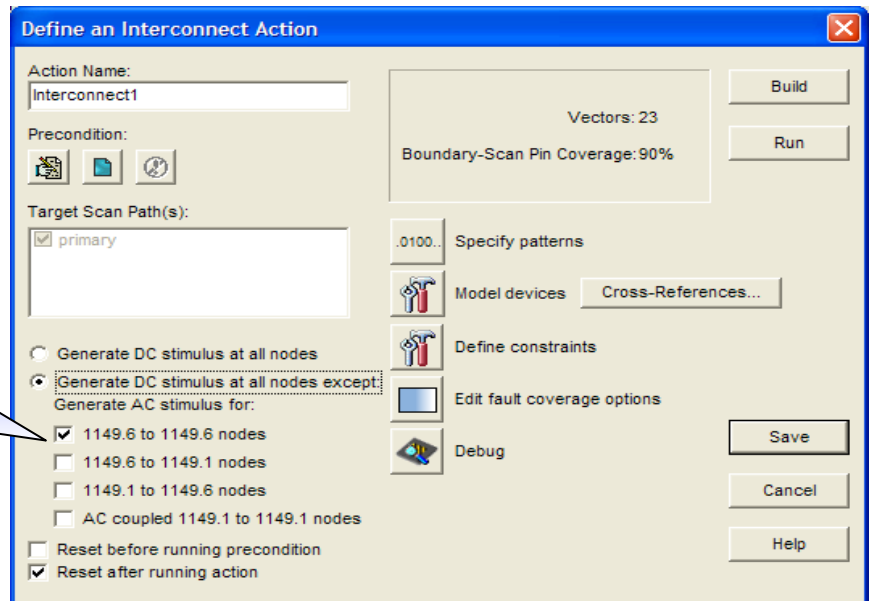 Define an Interconnect Action
Action Name:
Interconnect1
Precondition:
Target Scan Path(s):
primary
Generate DC stimulus at all nodes
Generate DC stimulus at all nodes except:
Generate AC stimulus for:
1149.6 to 1149.6 nodes
1149.6 to 1149.1 nodes
1149.1 to 1149.6 nodes
AC coupled 1149.1 to 1149.1 nodes
Reset before running precondition
Reset after running action
Vectors: 23
Boundary-Scan Pin Coverage: 90%
.0100.. Specify patterns
Model devices Cross-References...
Define constraints
Edit fault coverage options
Debug
Build
Run
Save
Cancel
Help